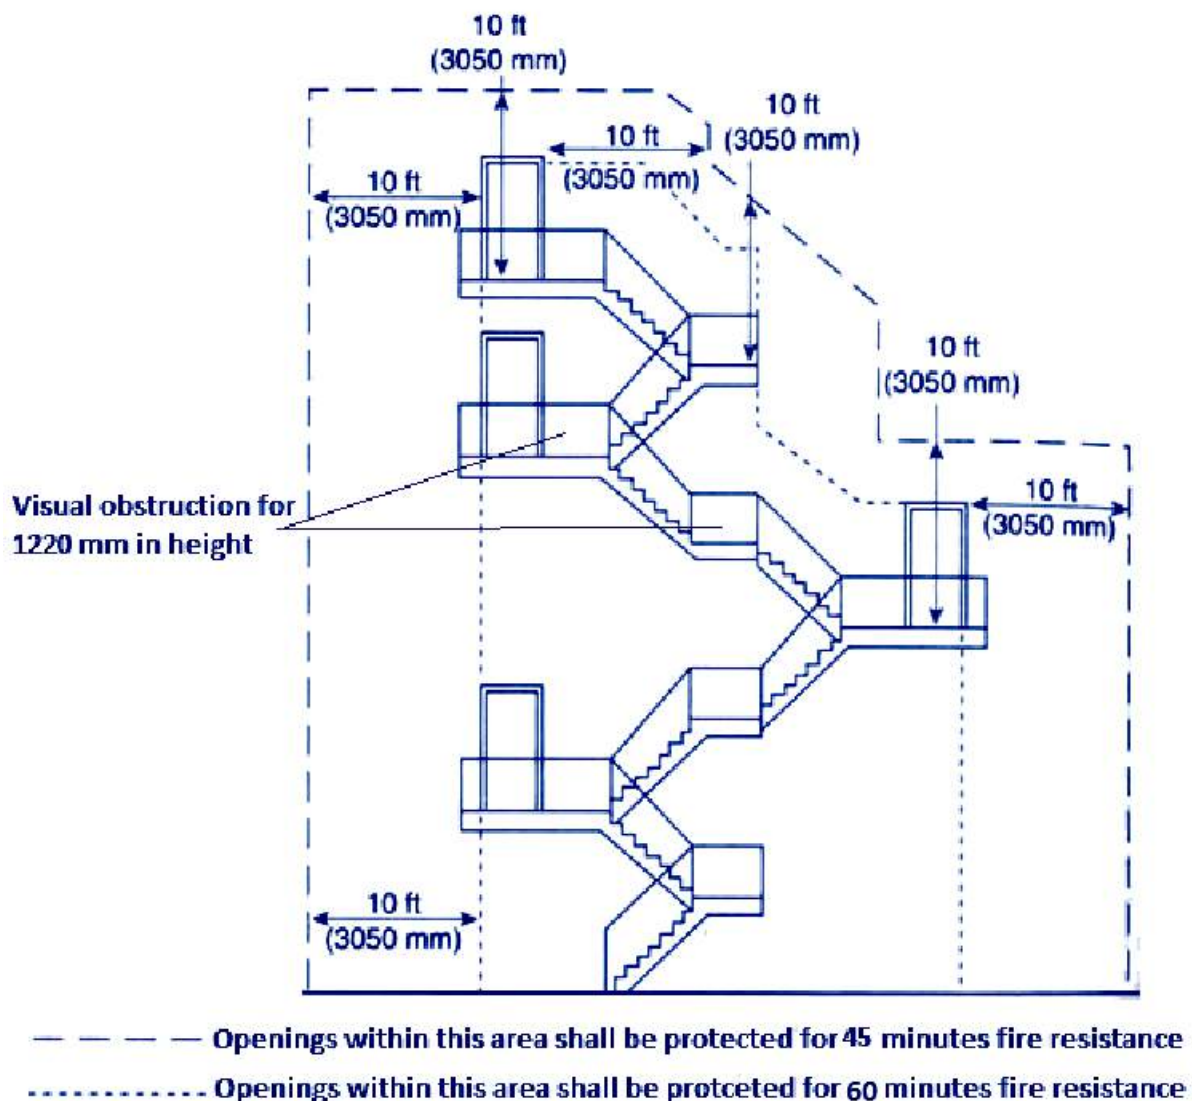 10 ft
(3050 mm)
10 ft
(3050 mm)
10 ft
(3050 mm)
10 ft
(3050 mm)
10 ft
(3050 mm)
10 ft
(3050 mm)
Visual obstruction for
1220 mm in height
10 ft
(3050 mm)
Openings within this area shall be protected for 45 minutes fire resistance
Openings within this area shall be protceted for 60 minutes fire resistance